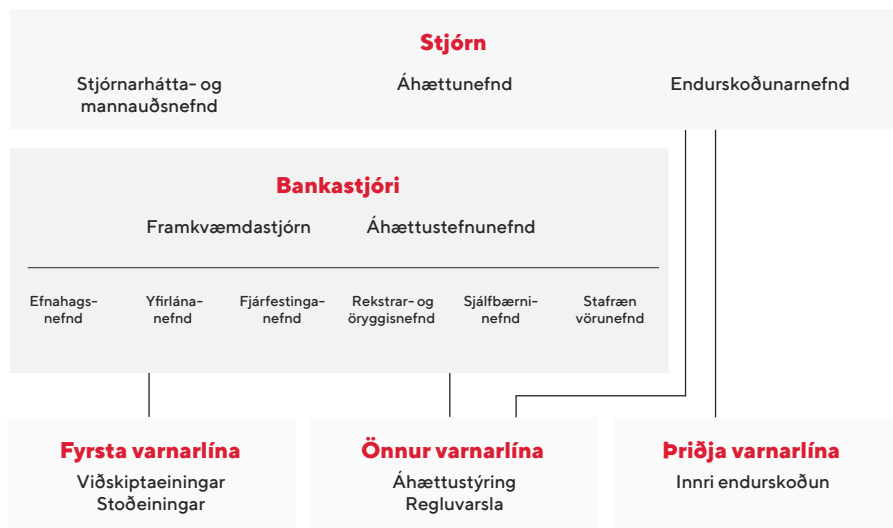 Stjórn
Stjórnarhátta- og
mannauðsnefnd
Áhættunefnd
Endurskoðunarnefnd
Bankastjóri
Framkvæmdastjórn
Áhættustefnunefnd
Efnahags-
nefnd
Yfirlána-
nefnd
Fjárfestinga-
nefnd
Rekstrar- og
öryggisnefnd
Sjálfbærni-
nefnd
Stafræn
vörunefnd
Fyrsta varnarlína
Viðskiptaeiningar
Stoðeiningar
Önnur varnarlína
Áhættustýring
Regluvarsla
Þriðja varnarlína
Innri endurskoðun